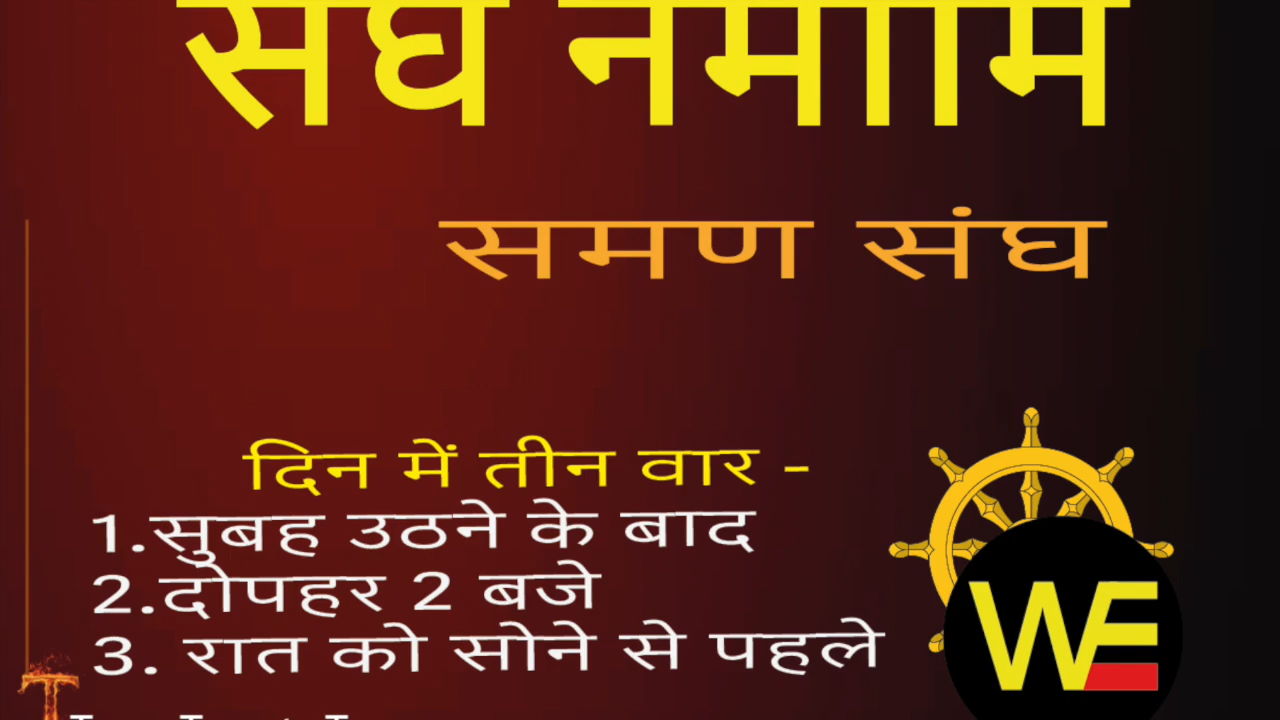 संघ नमामि
समण संघ
दिन में तीन वार -
1.सुबह उठने के बाद
2.दोपहर 2 बजे
3. रात को सोने से पहले
WE